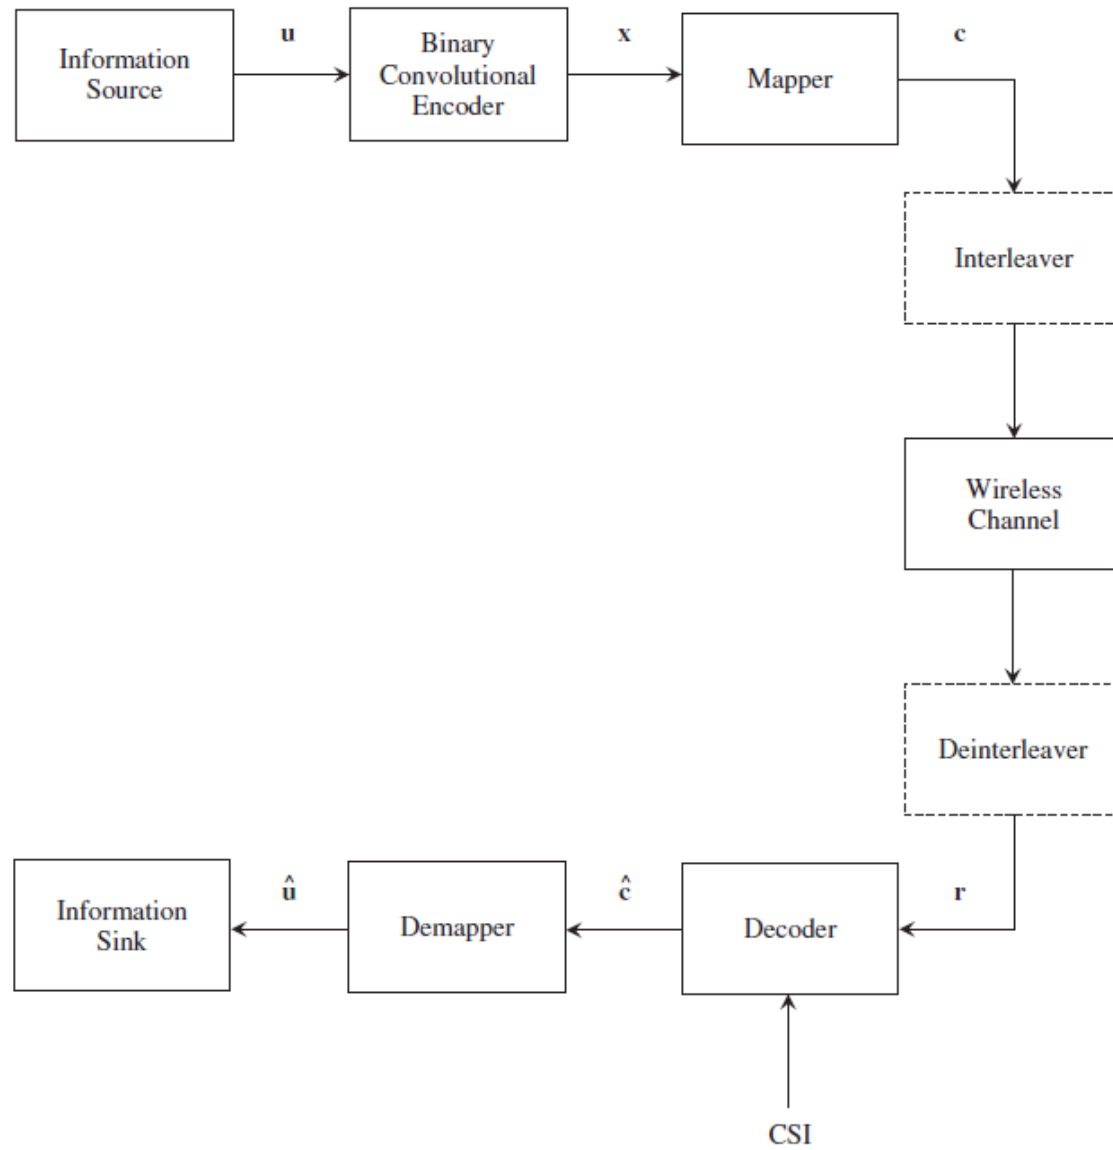 Information
Source
u
Binary
Convolutional
Encoder
x
Mapper
c
Interleaver
Wireless
Channel
Deinterleaver
Information
Sink
û
Demapper
ĉ
Decoder
r
CSI